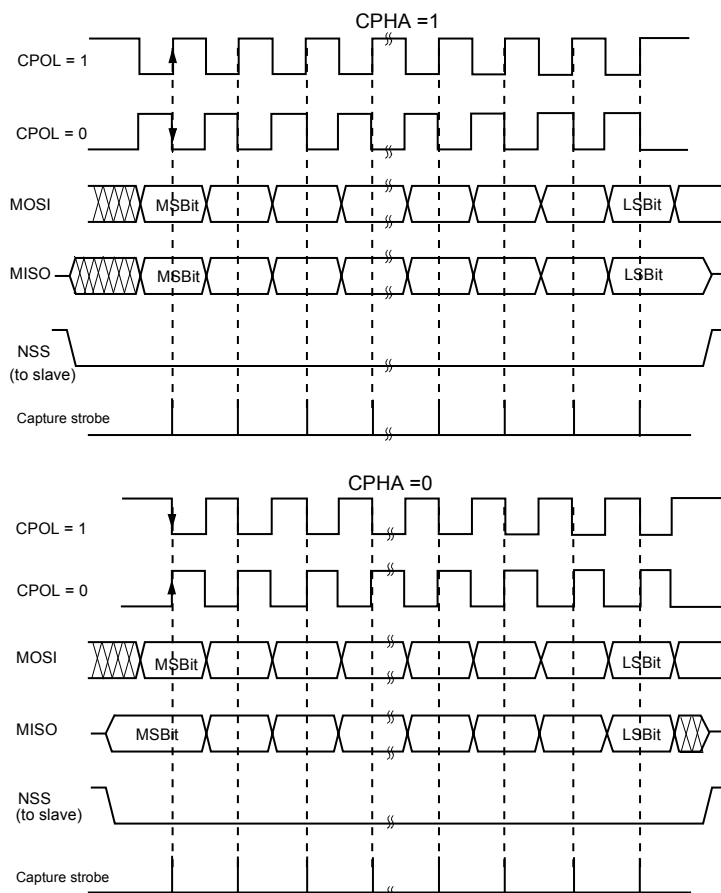 CPHA =1
CPOL = 1
CPOL = 0
MOSI MSBit LSBit
MISO MSBit LSBit
NSS
(to slave)
Capture strobe
CPHA =0
CPOL = 1
CPOL = 0
MOSI MSBit LSBit
MISO MSBit LSBit
NSS
(to slave)
Capture strobe